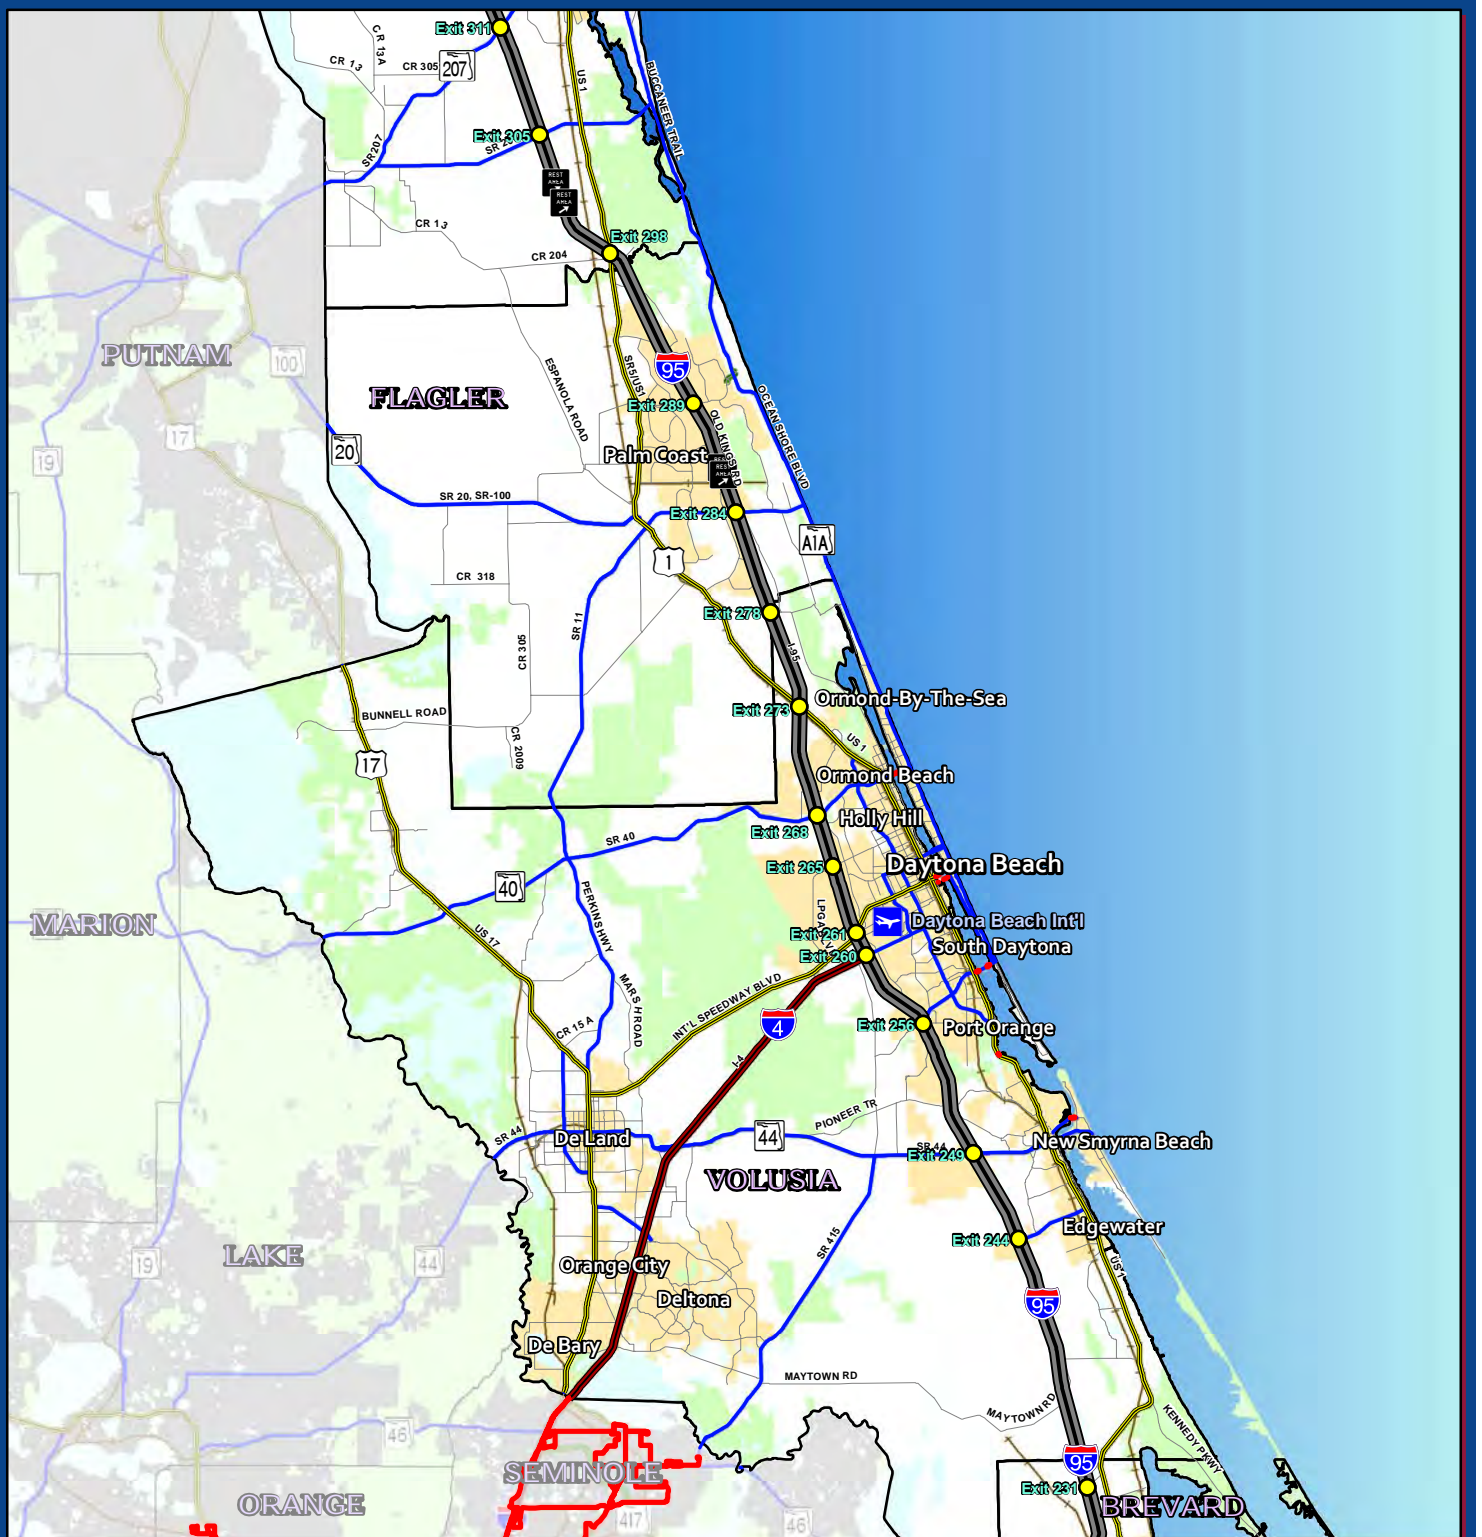 Exit 311
CR 13A
CR 13
CR 305
207
US 1
BUCCANEER TRAIL
Exit 305
SR 207
REST
AREA
REST
AREA
CR 13
Exit 298
CR 204
PUTNAM
100
FLAGLER
95
SR5/US1
ESPANOLA ROAD
Exit 289
OLD KINGS RD
OCEAN SHORE BLVD
17
19
20
Palm Coast
REST
AREA
SR 20, SR-100
Exit 284
A1A
1
CR 318
Exit 278
SR 11
CR 305
I-95
Ormond-By-The-Sea
Exit 273
BUNNELL ROAD
CR 2009
US 1
17
Ormond Beach
Holly Hill
Exit 268
SR 40
Daytona Beach
Exit 265
40
PERKINS HWY
MARION
US 17
Daytona Beach Int'l
Exit 261
South Daytona
Exit 260
MARSH ROAD
INT'L SPEEDWAY BLVD
CR 15 A
4
Exit 256
Port Orange
I-4
PIONEER TR
SR 44
De Land
44
SR 44
New Smyrna Beach
Exit 249
VOLUSIA
Edgewater
SR 415
Exit 244
LAKE
19
44
Orange City
US 1
Deltona
95
De Bary
MAYTOWN RD
MAYTOWN RD
KENNEDY PKWY
46
95
SEMINOLE
Exit 231
ORANGE
BREVARD
417
46